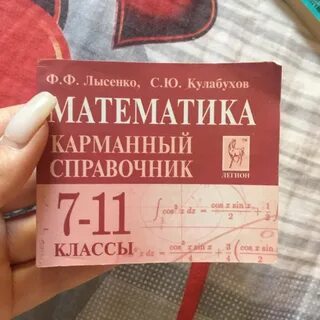 Ф.Ф. Лысенко, С.Ю. Кулабухов
МАТЕМАТИКА
КАРМАННЫЙ
СПРАВОЧНИК
ЛЕГИОН
7-11
КЛАССЫ